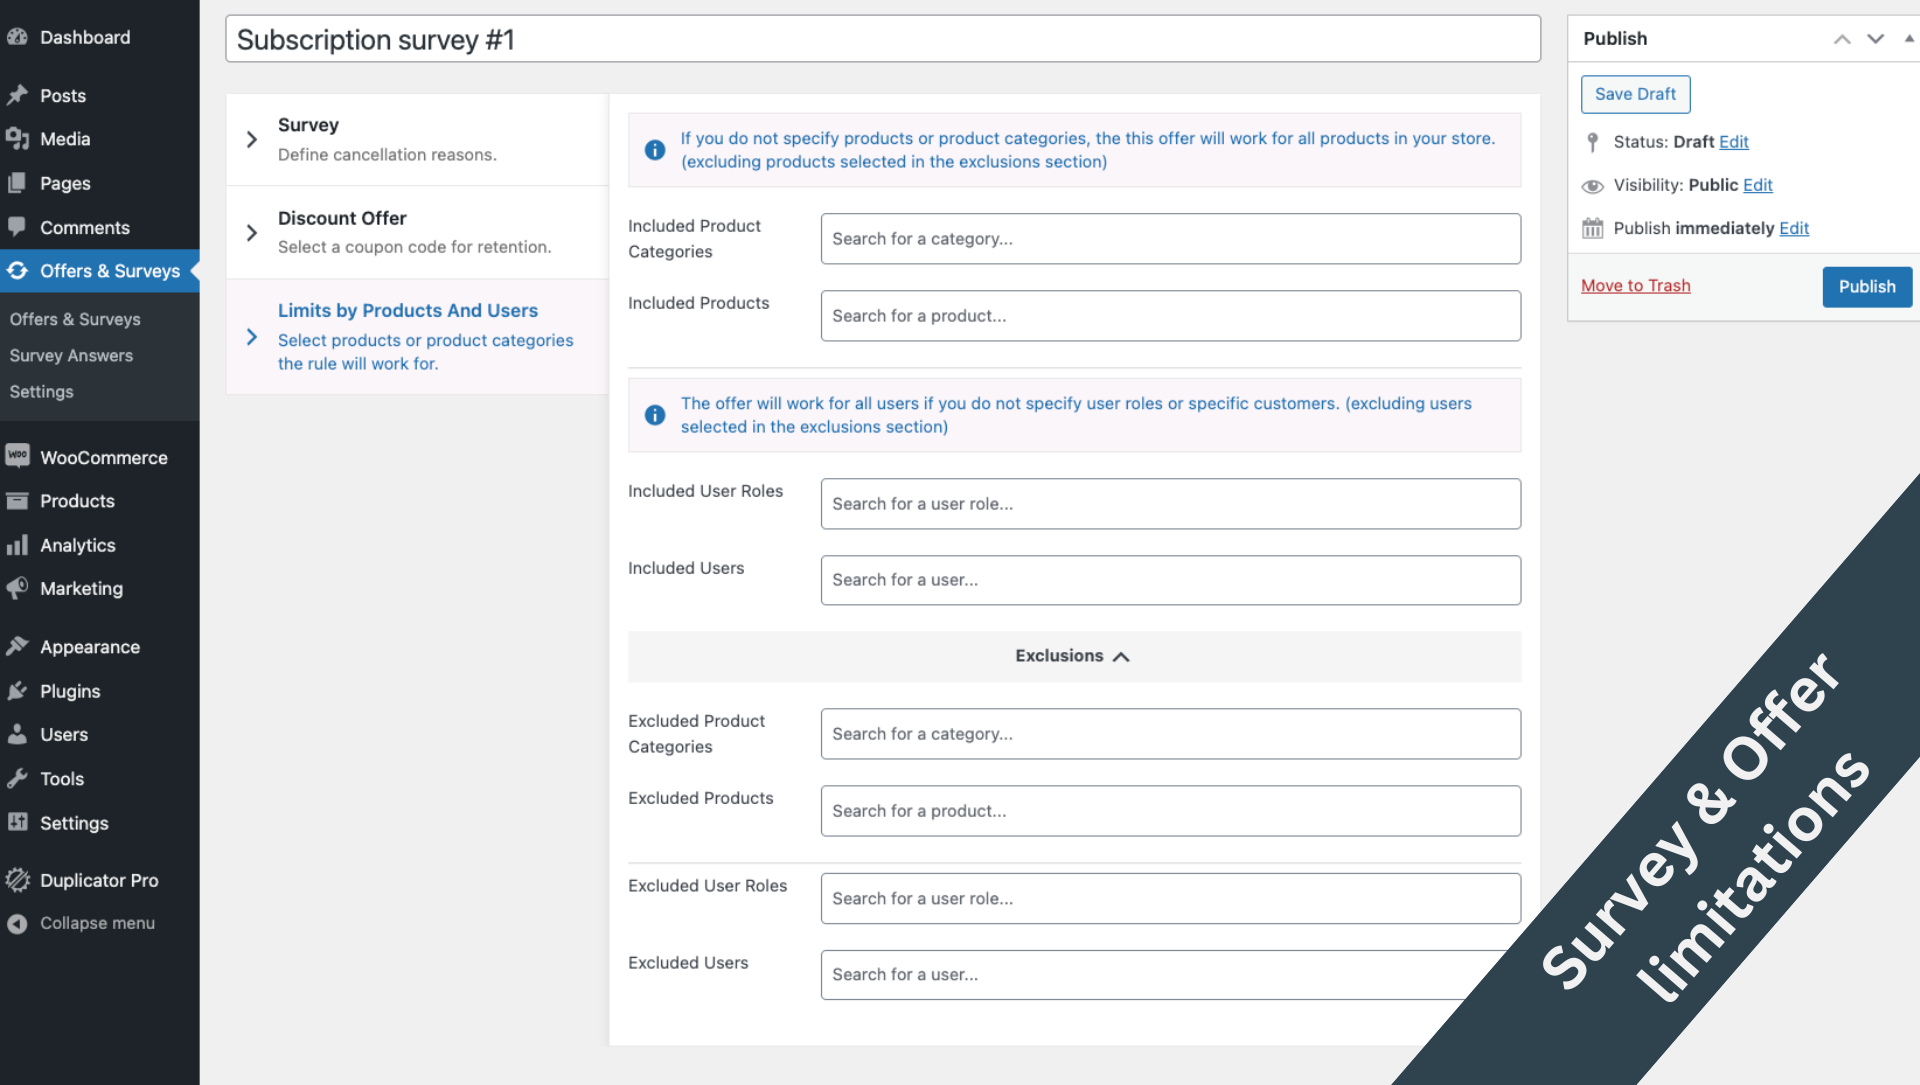 Dashboard
Posts
Media
Pages
Comments
Offers & Surveys
Offers & Surveys
Survey Answers
Settings
WOO
WooCommerce
Products
Analytics
Marketing
Appearance
Plugins
Users
Tools
Settings
Duplicator Pro
Collapse menu
Subscription survey #1
Survey
Define cancellation reasons.
Discount Offer
Select a coupon code for retention.
Limits by Products And Users
Select products or product categories
the rule will work for.
If you do not specify products or product categories, the this offer will work for all products in your store.
(excluding products selected in the exclusions section)
Included Product
Categories
Search for a category...
Included Products
Search for a product...
The offer will work for all users if you do not specify user roles or specific customers. (excluding users
selected in the exclusions section)
Included User Roles
Search for a user role...
Included Users
Search for a user...
Exclusions
Excluded Product
Categories
Search for a category...
Excluded Products
Search for a product...
Excluded User Roles
Search for a user role...
Excluded Users
Search for a user...
Publish
Save Draft
Status: Draft Edit
Visibility: Public Edit
Publish immediately Edit
Move to Trash
Publish
Survey & Offer
limitations